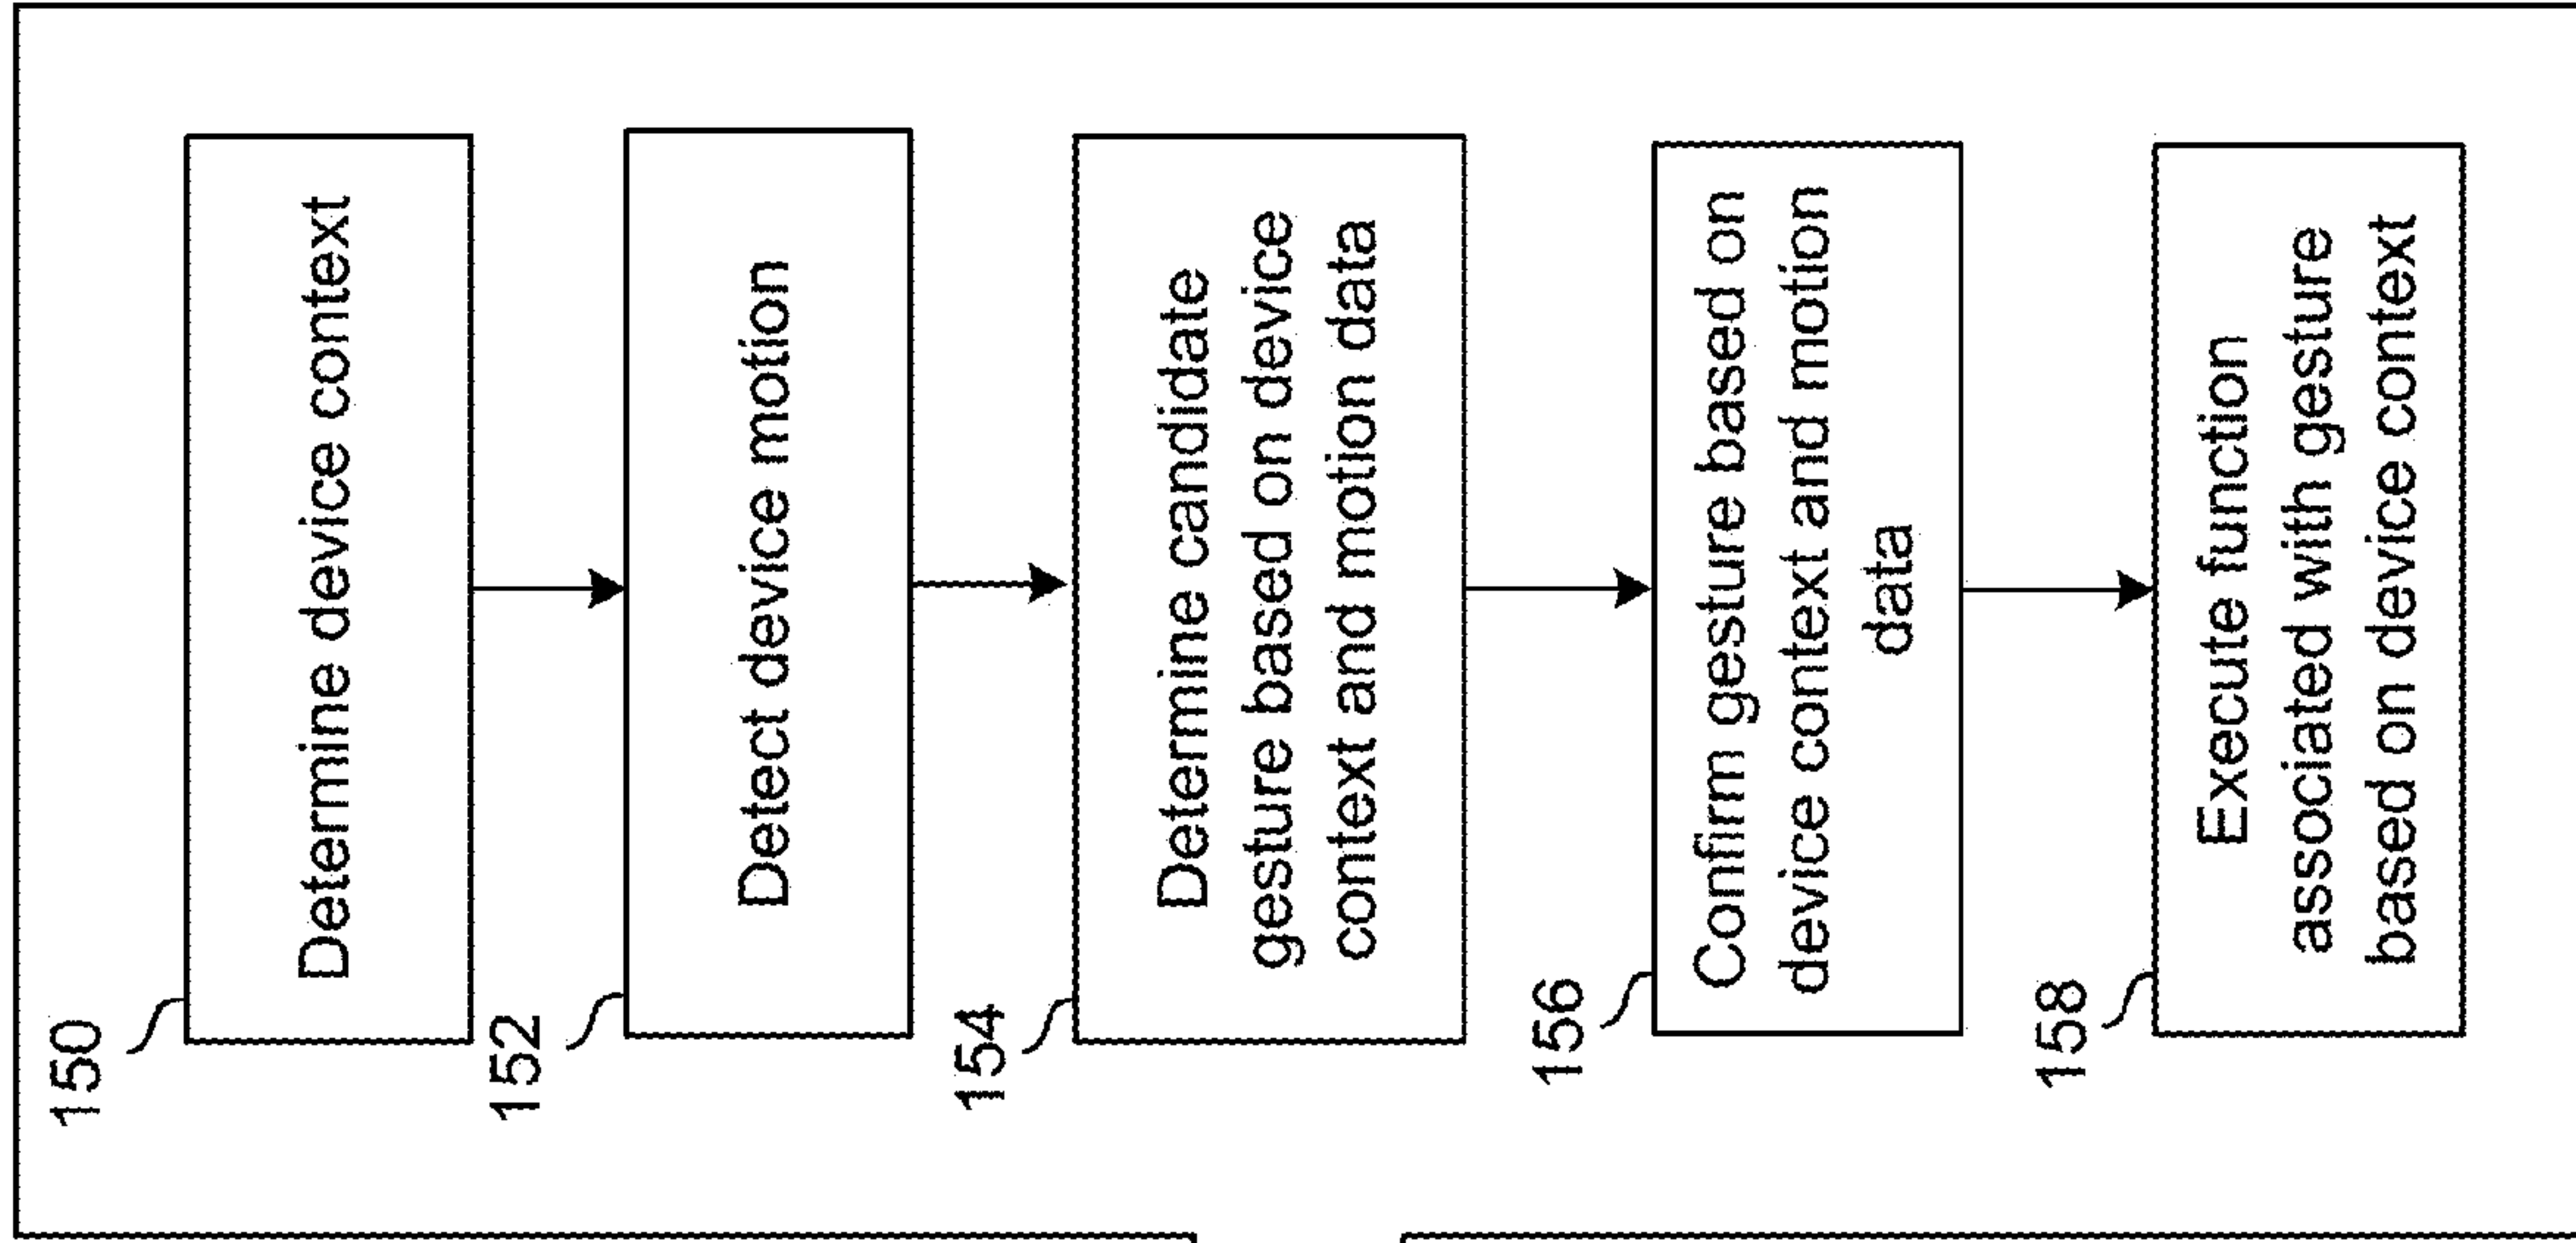 150
Determine device context
152
Detect device motion
154
Determine candidate
gesture based on device
context and motion data
156
Confirm gesture based on
device context and motion
data
158
Execute function
associated with gesture
based on device context